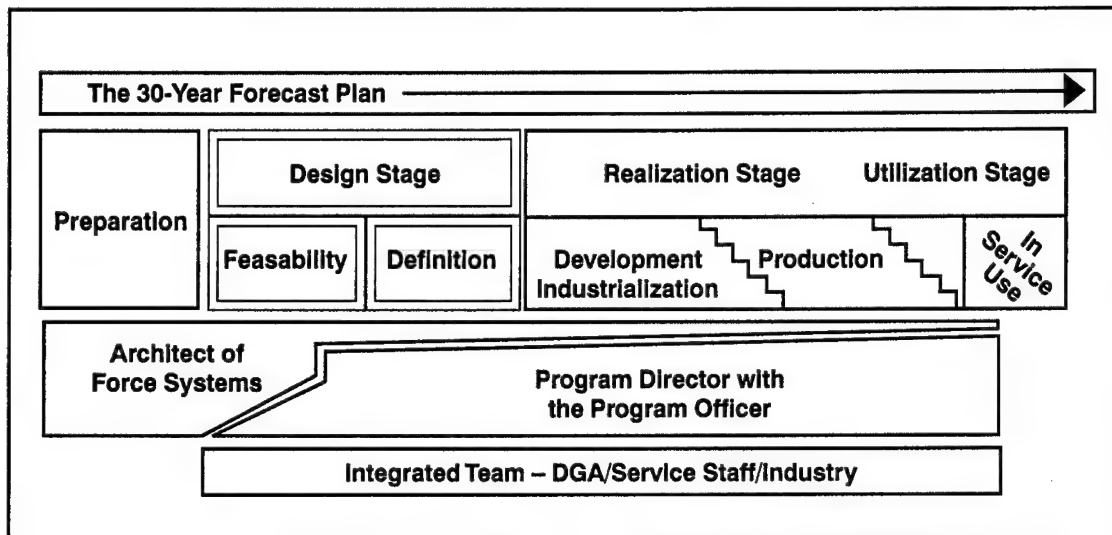 The 30-Year Forecast Plan
Preparation
Design Stage
Feasability
Definition
Realization Stage
Utilization Stage
Development
Industrialization
Production
In
Service
Use
Architect of
Force Systems
Program Director with
the Program Officer
Integrated Team – DGA/Service Staff/Industry